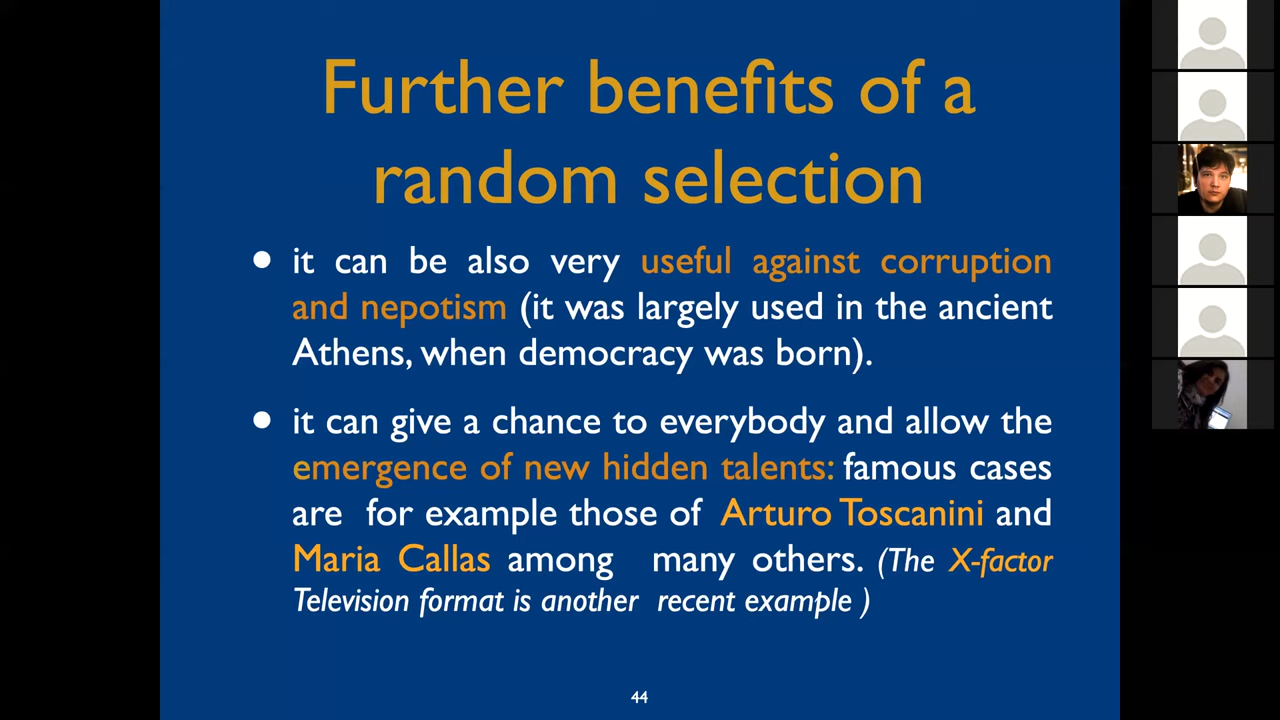 Further benefits of a
random selection
• it can be also very useful against corruption
and nepotism (it was largely used in the ancient
Athens, when democracy was born).
• it can give a chance to everybody and allow the
emergence of new hidden talents: famous cases
are for example those of Arturo Toscanini and
Maria Callas among many others. (The X-factor
Television format is another recent example )
44